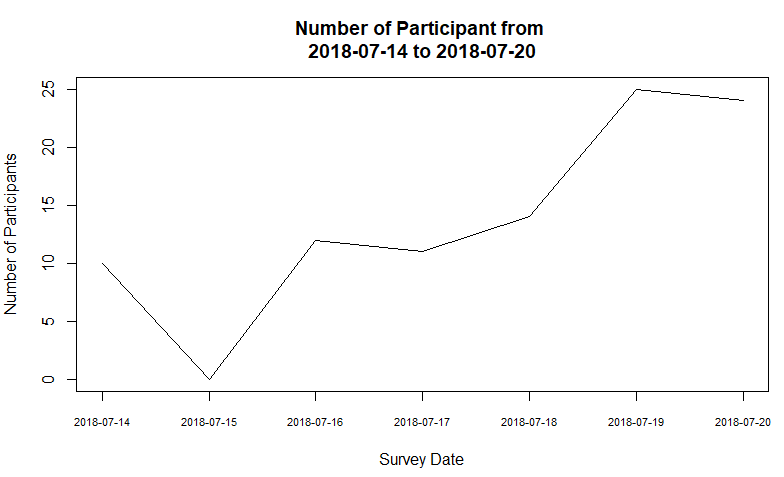 Number of Participant from
2018-07-14 to 2018-07-20
Number of Participants
25
20
15
10
5
0
2018-07-14 2018-07-15 2018-07-16 2018-07-17 2018-07-18 2018-07-19 2018-07-20
Survey Date